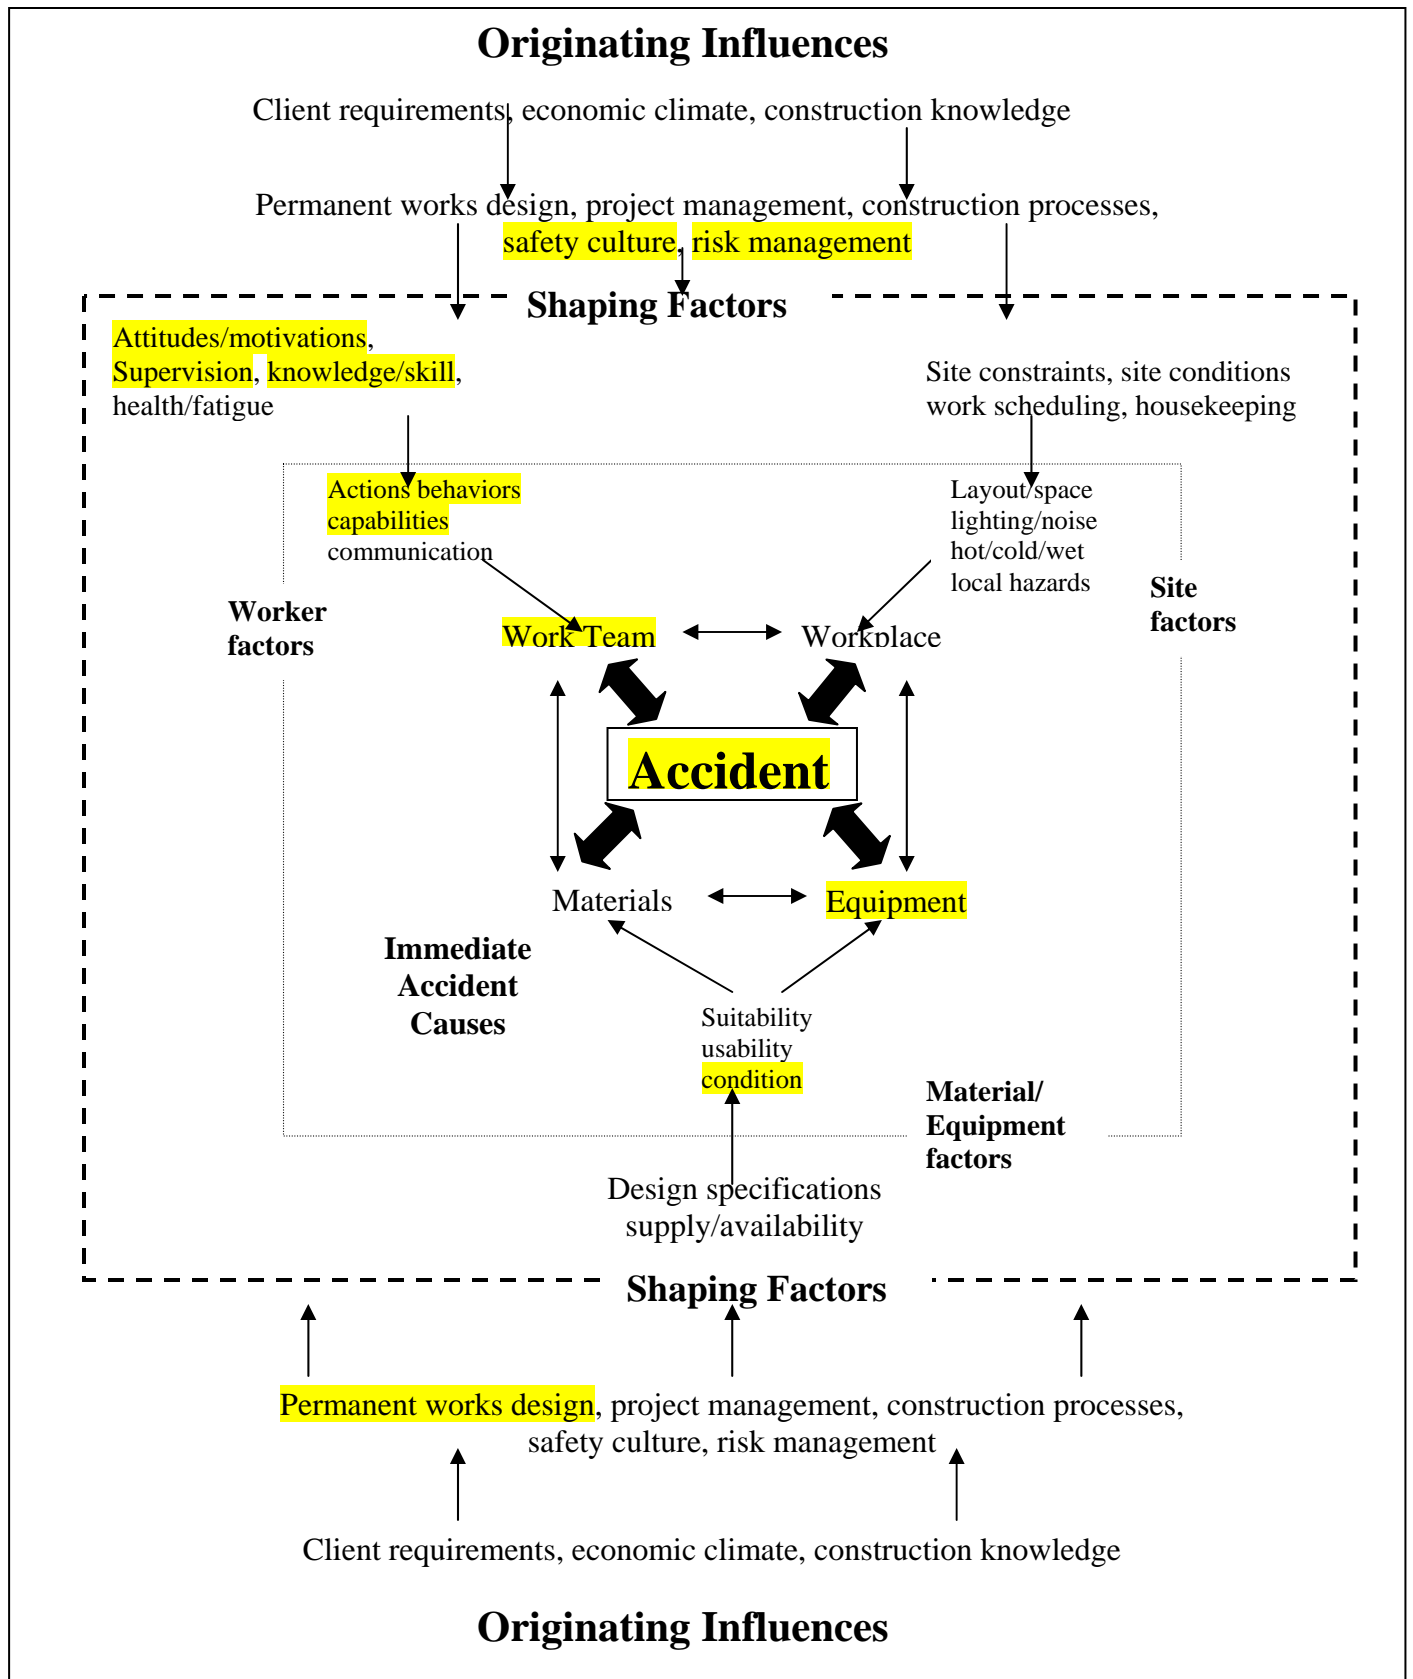 Originating Influences
Client requirements, economic climate, construction knowledge
Permanent works design, project management, construction processes,
safety culture, risk management
Shaping Factors
Attitudes/motivations,
Supervision, knowledge/skill,
health/fatigue
Site constraints, site conditions
work scheduling, housekeeping
Actions behaviors
capabilities
communication
Layout/space
lighting/noise
hot/cold/wet
local hazards
Worker
factors
Site
factors
Work Team
Workplace
Accident
Materials
Equipment
Immediate
Accident
Causes
Suitability
usability
condition
Material/
Equipment
factors
Design specifications
supply/availability
Shaping Factors
Permanent works design, project management, construction processes,
safety culture, risk management
Client requirements, economic climate, construction knowledge
Originating Influences